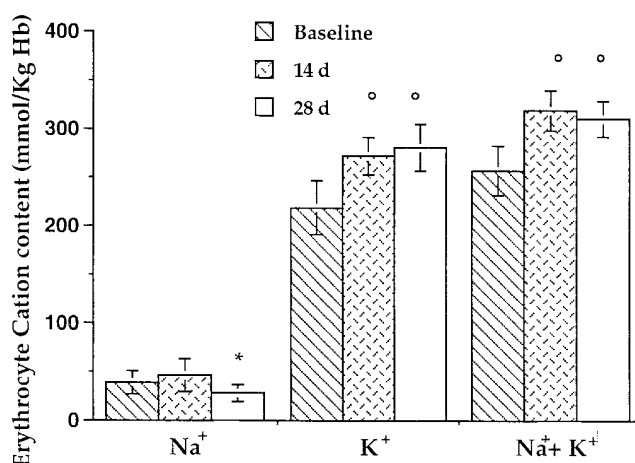 Erythrocyte Cation content (mmol/Kg Hb)
400
300
200
100
0
Baseline
14 d
28 d
° °
° °
*
Na⁺
K⁺
Na⁺+ K⁺